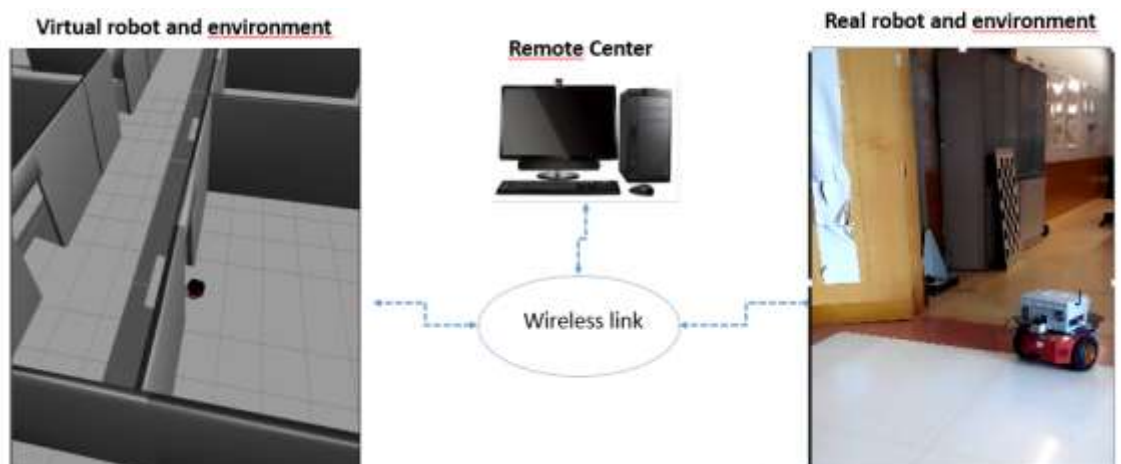 Virtual robot and environment
Remote Center
Real robot and environment
Wireless link